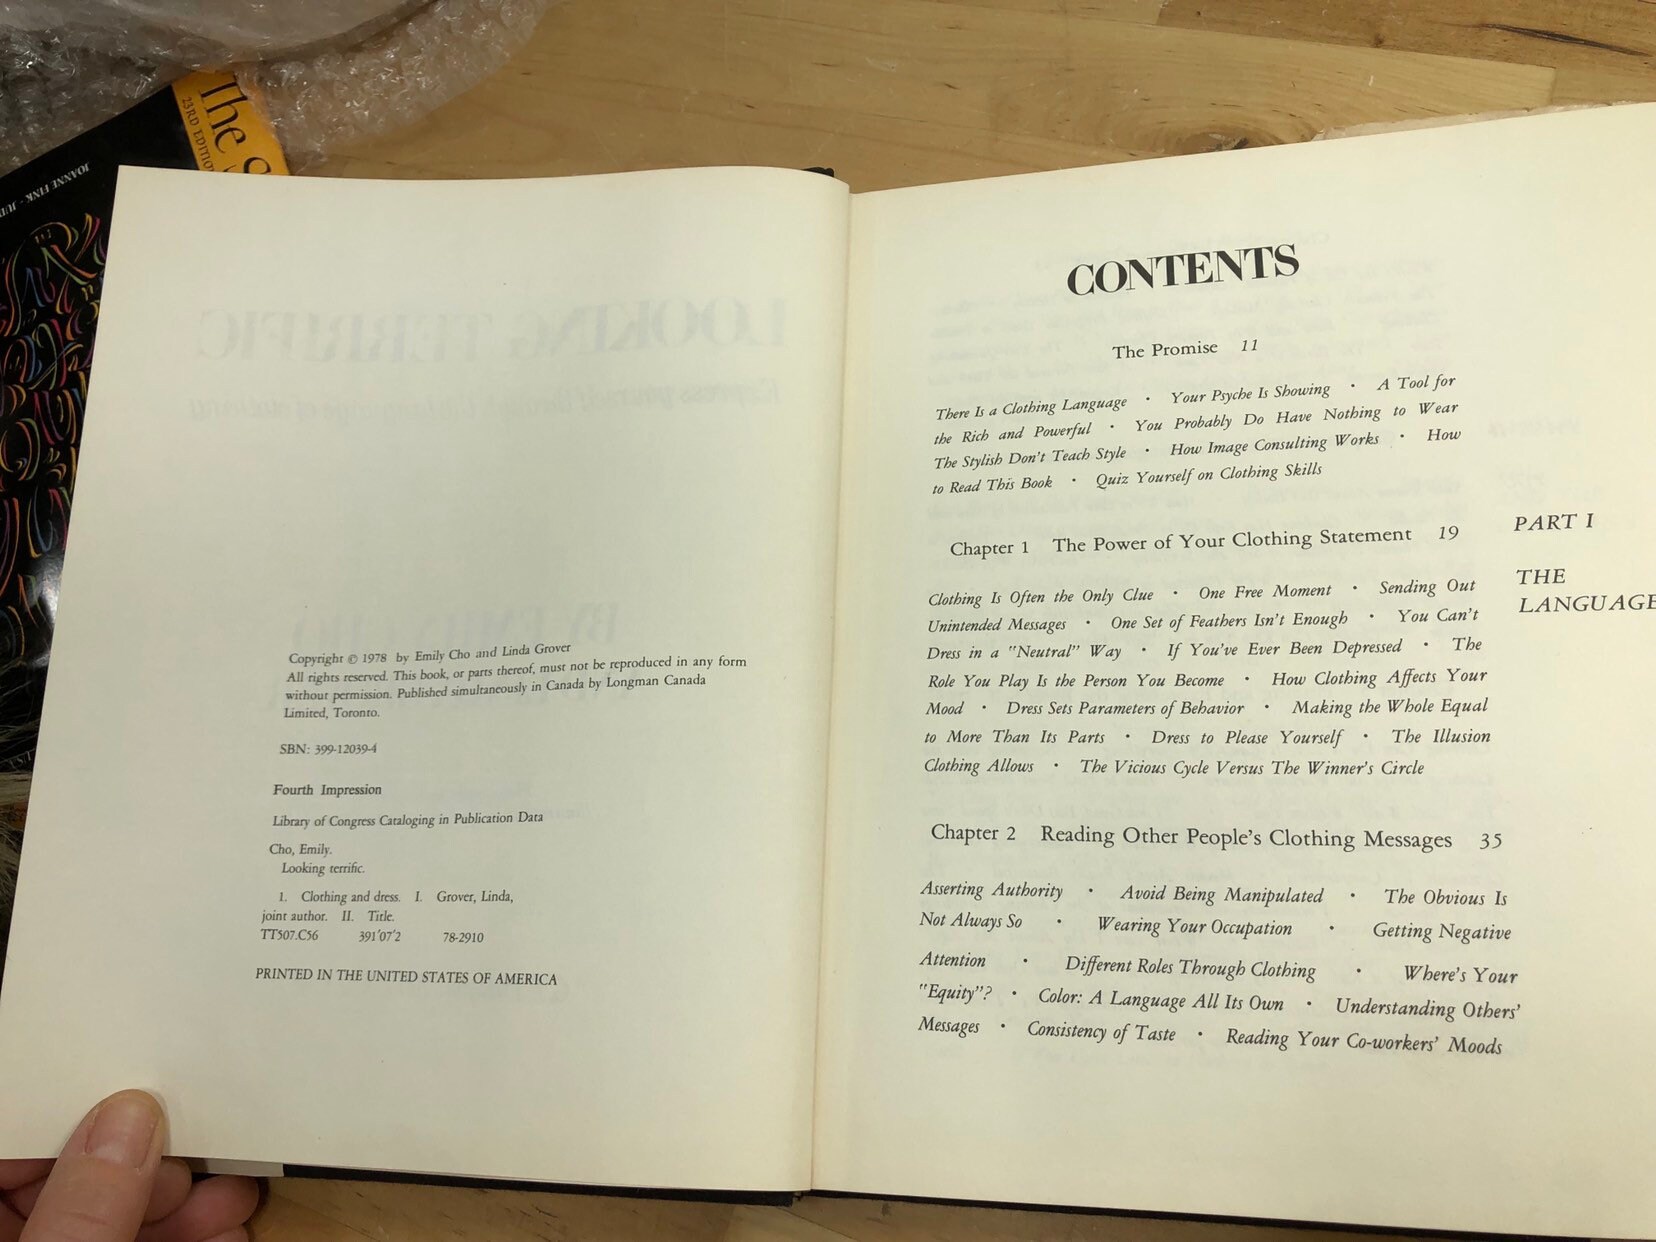 The S
23RD EDITIO
JOANNE FINK · JUD
LOOKING TERRIFIC
Copyright © 1978 by Emily Cho and Linda Grover
All rights reserved. This book, or parts thereof, must not be reproduced in any form
without permission. Published simultaneously in Canada by Longman Canada
Limited, Toronto.
SBN: 399-12039-4
Fourth Impression
Library of Congress Cataloging in Publication Data
Cho, Emily.
Looking terrific.
1. Clothing and dress. I. Grover, Linda,
joint author. II. Title.
TT507.C56 391'07'2 78-2910
PRINTED IN THE UNITED STATES OF AMERICA
CONTENTS
The Promise 11
There Is a Clothing Language · Your Psyche Is Showing · A Tool for
the Rich and Powerful · You Probably Do Have Nothing to Wear
The Stylish Don't Teach Style · How Image Consulting Works · How
to Read This Book · Quiz Yourself on Clothing Skills
Chapter 1 The Power of Your Clothing Statement 19
PART I
THE
LANGUAGE
Clothing Is Often the Only Clue · One Free Moment · Sending Out
Unintended Messages · One Set of Feathers Isn't Enough · You Can't
Dress in a "Neutral" Way · If You've Ever Been Depressed · The
Role You Play Is the Person You Become · How Clothing Affects Your
Mood · Dress Sets Parameters of Behavior · Making the Whole Equal
to More Than Its Parts · Dress to Please Yourself · The Illusion
Clothing Allows · The Vicious Cycle Versus The Winner's Circle
Chapter 2 Reading Other People's Clothing Messages 35
Asserting Authority · Avoid Being Manipulated · The Obvious Is
Not Always So · Wearing Your Occupation · Getting Negative
Attention · Different Roles Through Clothing · Where's Your
"Equity"? · Color: A Language All Its Own · Understanding Others'
Messages · Consistency of Taste · Reading Your Co-workers' Moods